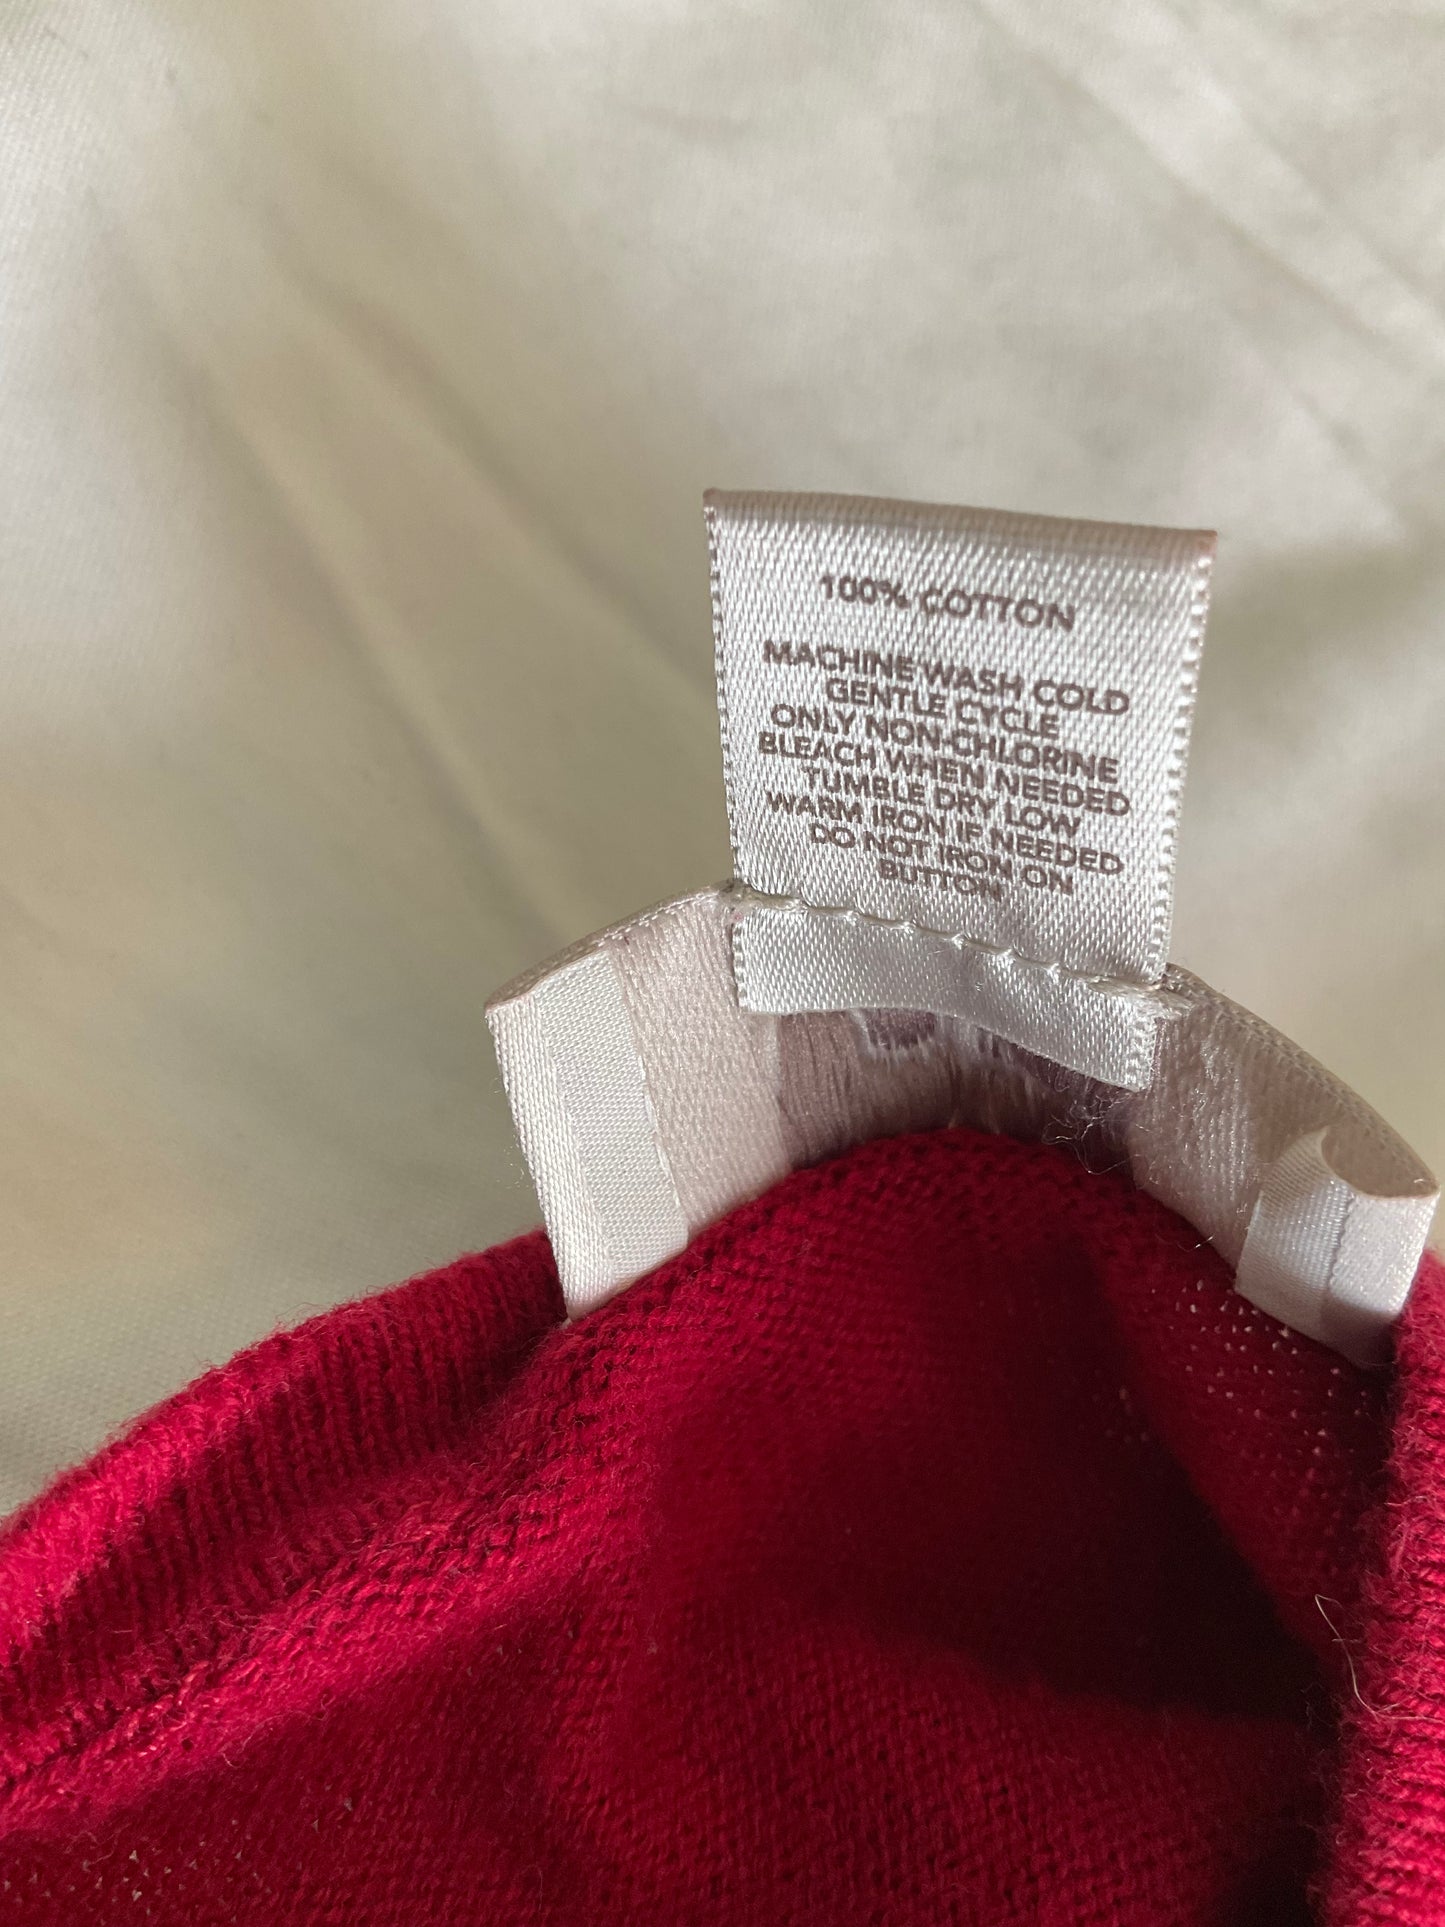 100% COTTON
MACHINE WASH COLD
GENTLE CYCLE
ONLY NON-CHLORINE
BLEACH WHEN NEEDED
TUMBLE DRY LOW
WARM IRON IF NEEDED
DO NOT IRON ON
BUTTON